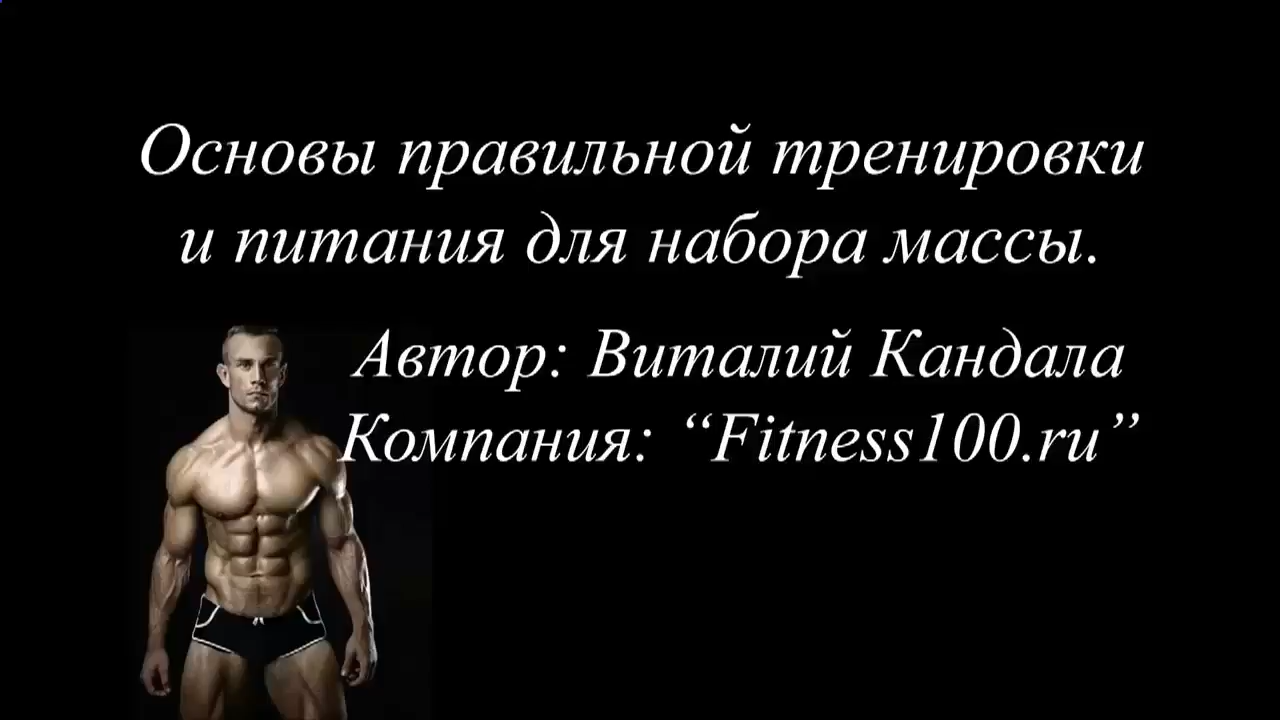 Основы правильной тренировки
и питания для набора массы.
Автор: Виталий Кандала
Компания: “Fitness100.ru”